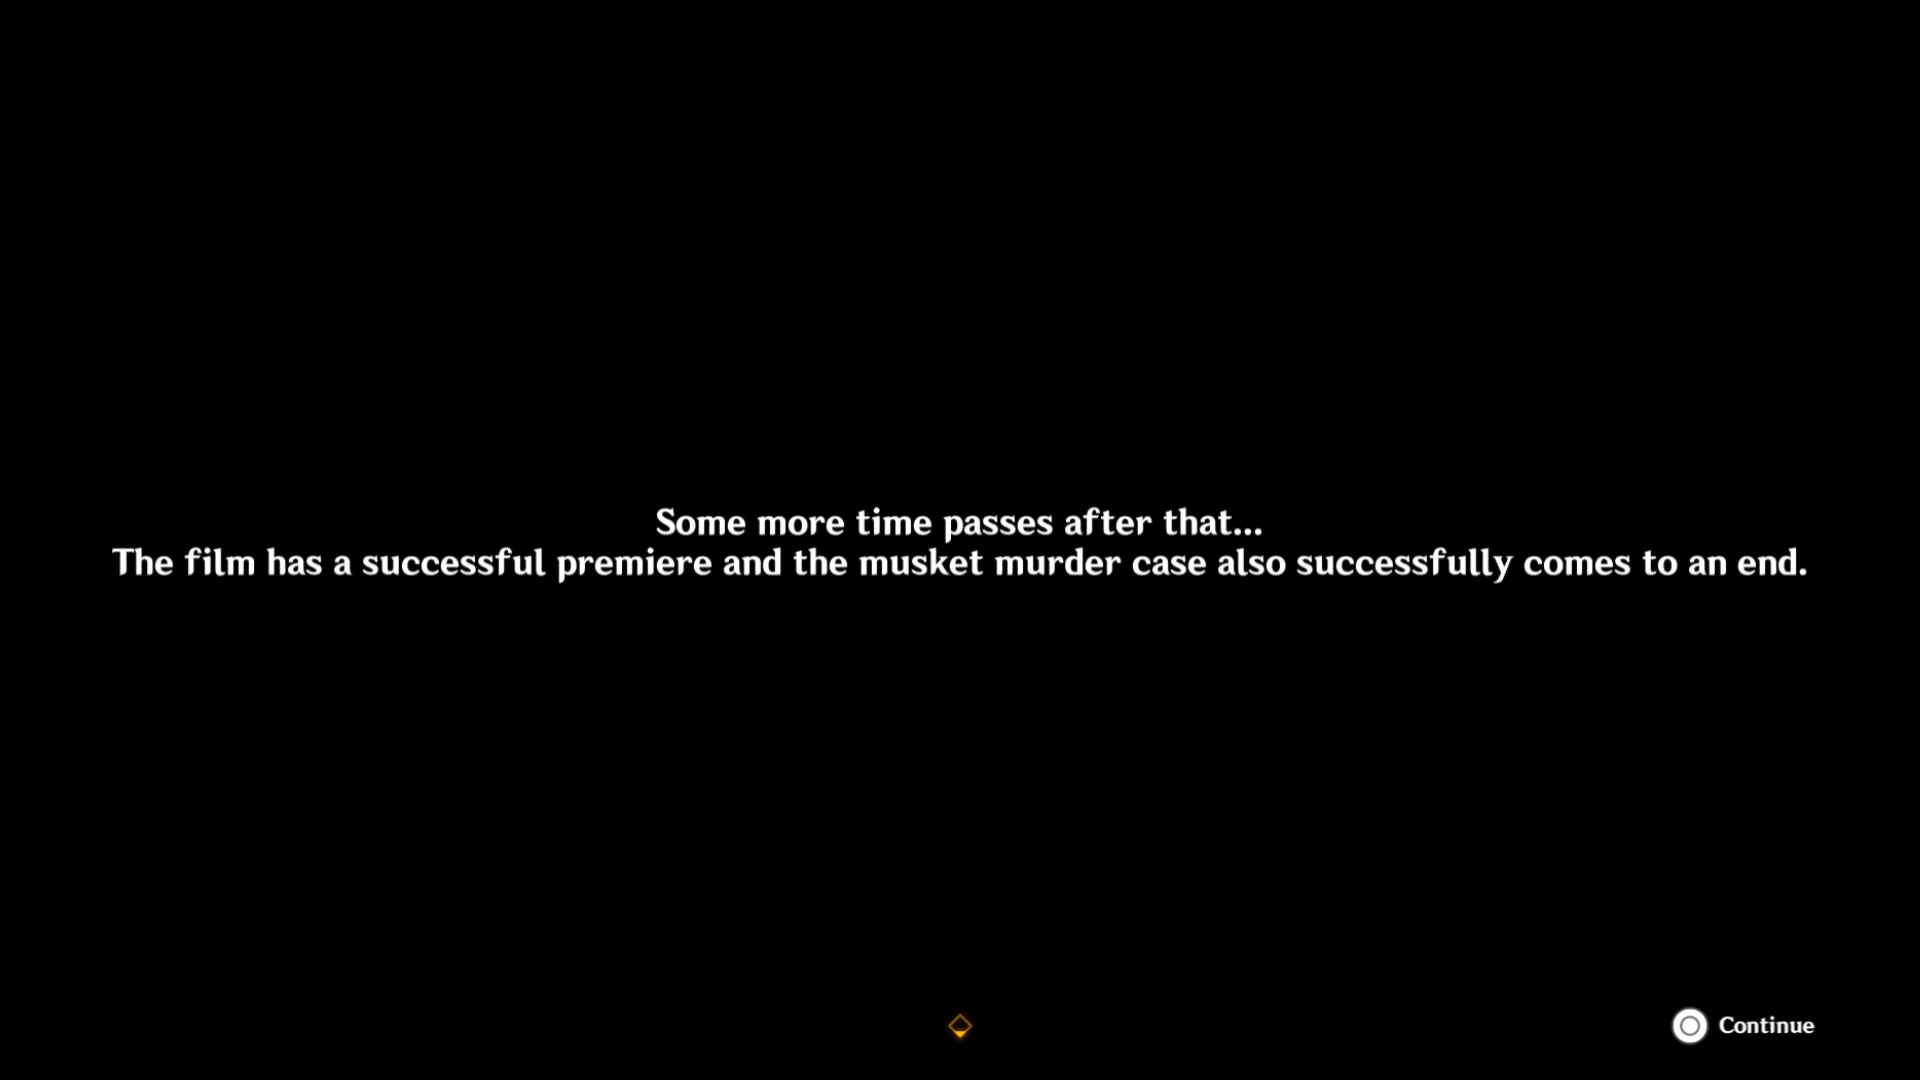 Some more time passes after that...
The film has a successful premiere and the musket murder case also successfully comes to an end.
Continue